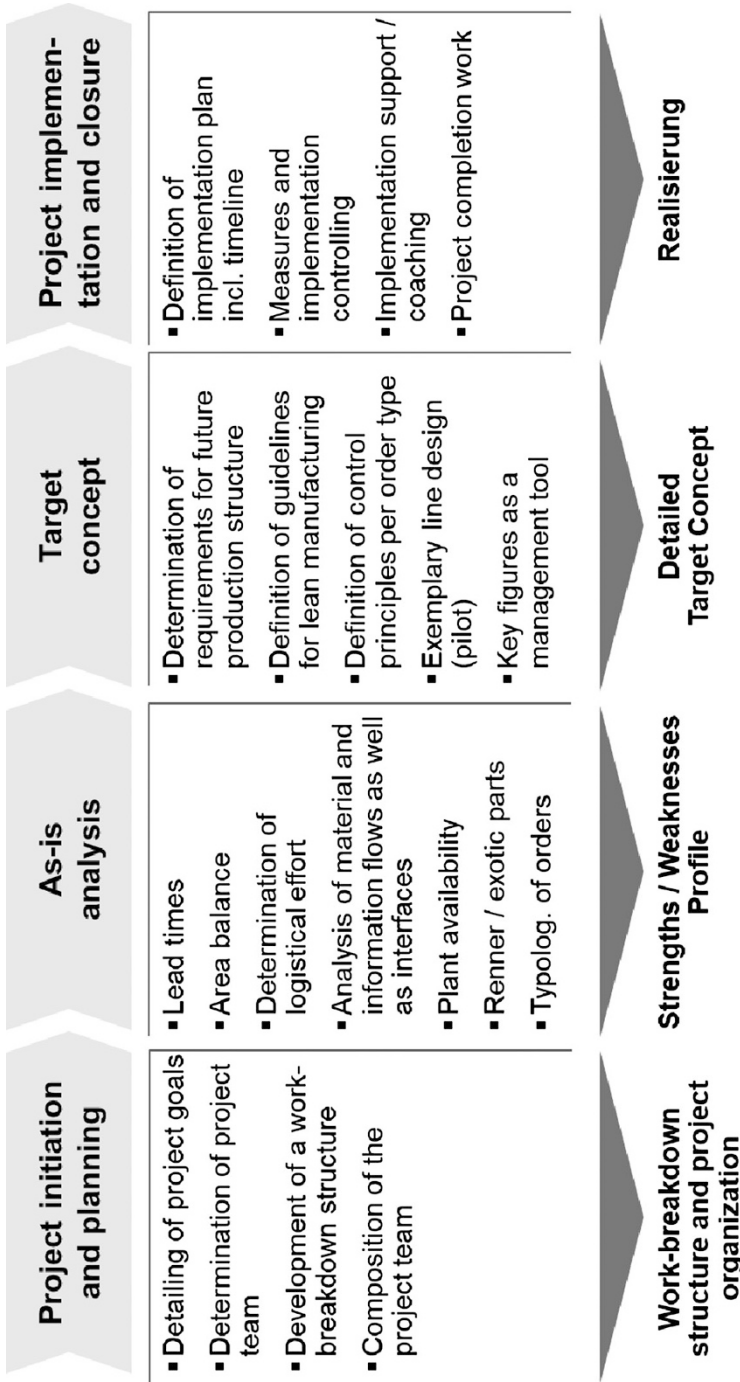 Project initiation
and planning
▪ Detailing of project goals
▪ Determination of project
team
▪ Development of a work-
breakdown structure
▪ Composition of the
project team
Work-breakdown
structure and project
organization
As-is
analysis
▪ Lead times
▪ Area balance
▪ Determination of
logistical effort
▪ Analysis of material and
information flows as well
as interfaces
▪ Plant availability
▪ Renner / exotic parts
▪ Typolog. of orders
Strengths / Weaknesses
Profile
Target
concept
▪ Determination of
requirements for future
production structure
▪ Definition of guidelines
for lean manufacturing
▪ Definition of control
principles per order type
▪ Exemplary line design
(pilot)
▪ Key figures as a
management tool
Detailed
Target Concept
Project implemen-
tation and closure
▪ Definition of
implementation plan
incl. timeline
▪ Measures and
implementation
controlling
▪ Implementation support /
coaching
▪ Project completion work
Realisierung